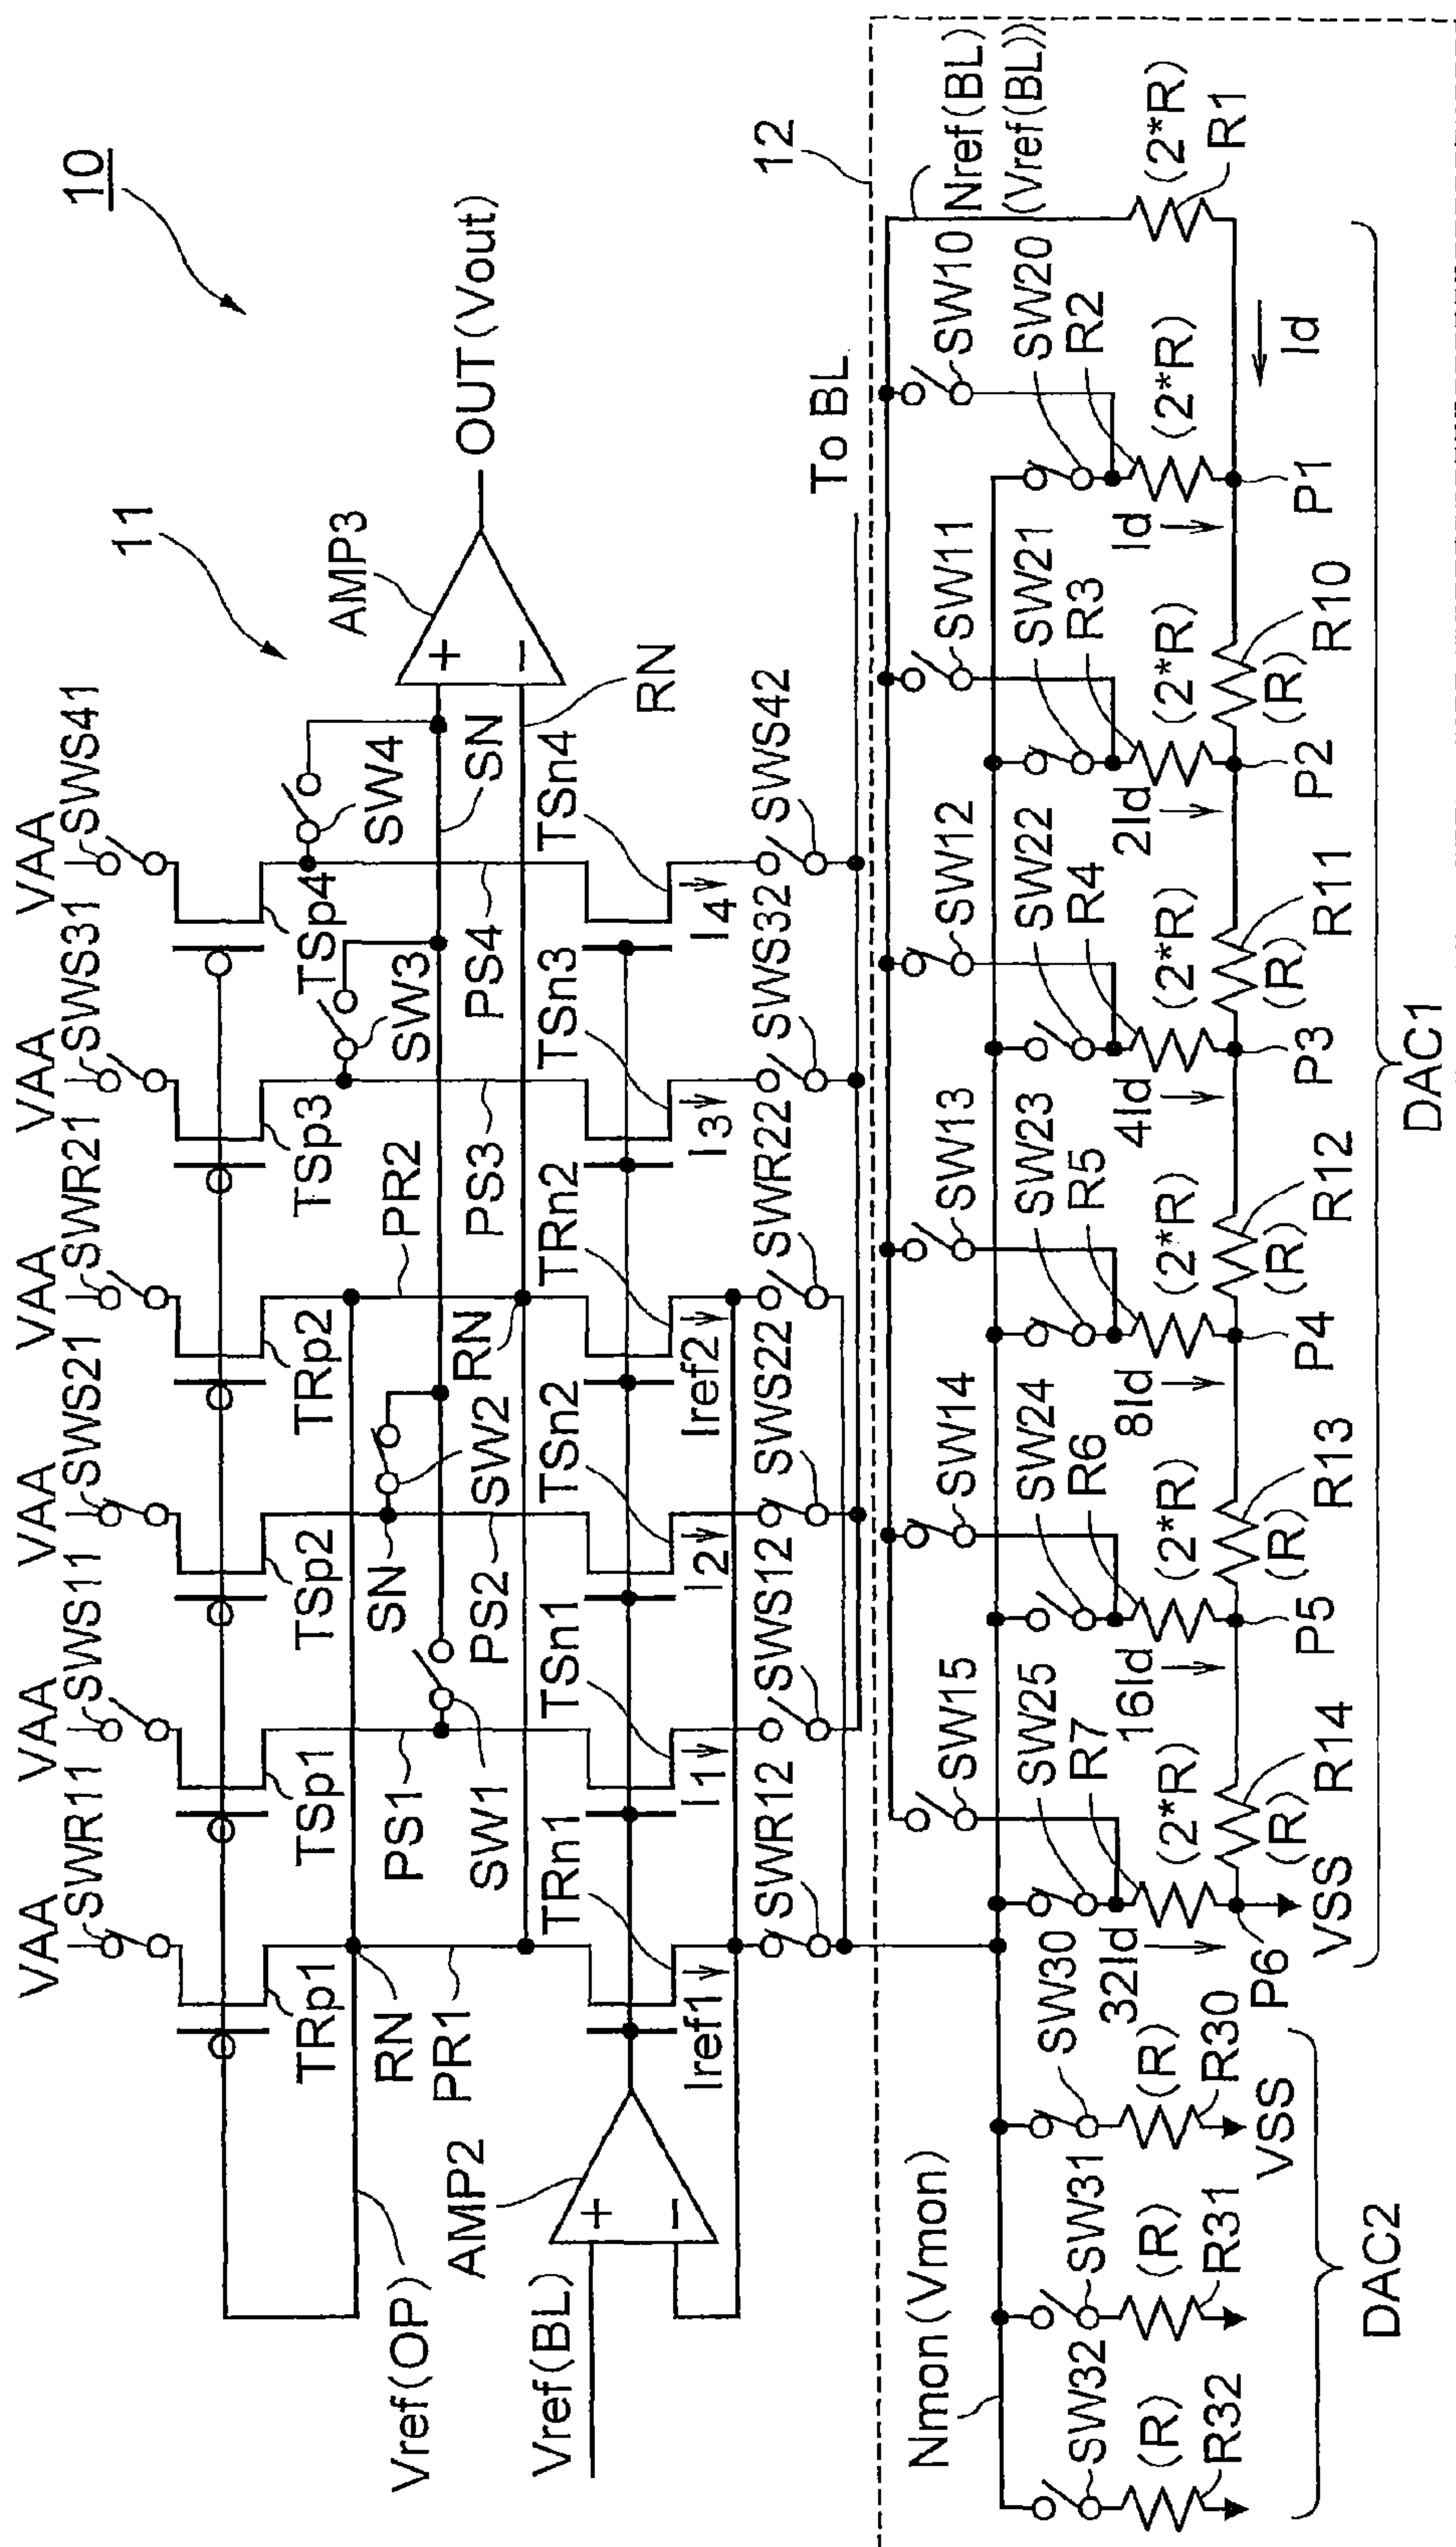 10
11
VAA
VAA
VAA
VAA
VAA
VAA
SWR11
SWS11
SWS21
SWR21
SWS31
SWS41
TRp1
TSp1
TSp2
TRp2
TSp3
TSp4
Vref(OP)
RN
PR1
PS1
SW1
SN
PS2
SW2
RN
PR2
PS3
SW3
PS4
SW4
SN
RN
AMP3
+
−
OUT(Vout)
Vref(BL)
AMP2
+
−
TRn1
TSn1
TSn2
TRn2
TSn3
TSn4
Iref1
I1
I2
Iref2
I3
I4
SWR12
SWS12
SWS22
SWR22
SWS32
SWS42
To BL
12
Nmon(Vmon)
Nref(BL)
(Vref(BL))
SW15
SW14
SW13
SW12
SW11
SW10
SW32
SW31
SW30
SW25
SW24
SW23
SW22
SW21
SW20
R7
R6
R5
R4
R3
R2
(R)
(R)
(R)
(2*R)
(2*R)
(2*R)
(2*R)
(2*R)
(2*R)
(2*R)
R1
R32
R31
R30
32Id
16Id
8Id
4Id
2Id
Id
Id
VSS
P6
VSS
(R)
R14
P5
(R)
R13
P4
(R)
R12
P3
(R)
R11
P2
(R)
R10
P1
DAC2
DAC1